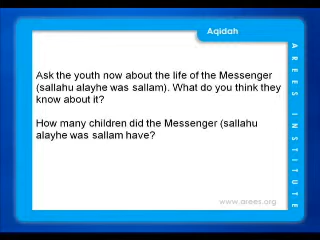 Aqidah
Ask the youth now about the life of the Messenger
(sallahu alayhe was sallam). What do you think they
know about it?
How many children did the Messenger (sallahu
alayhe was sallam have?
AREES INSTITUTE
www.arees.org